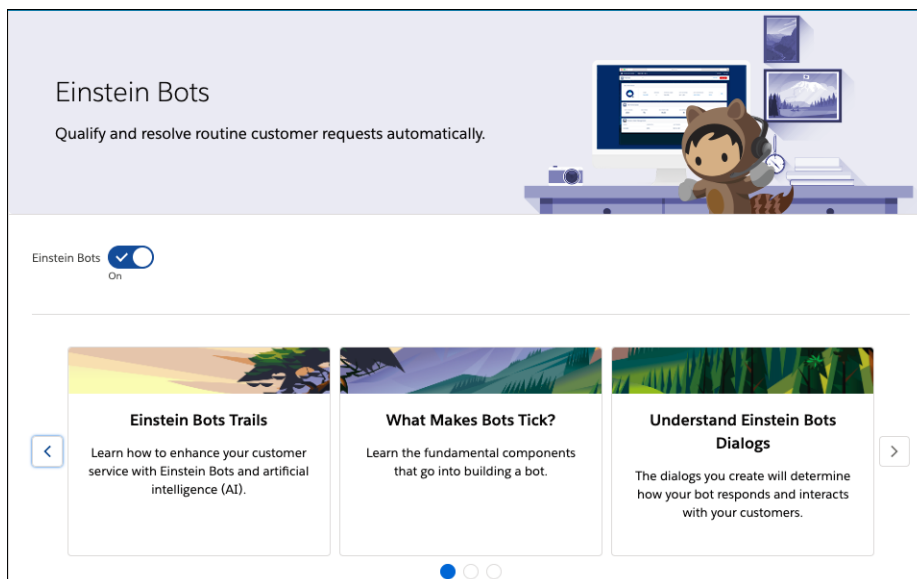 Einstein Bots
Qualify and resolve routine customer requests automatically.
Einstein Bots
On
Einstein Bots Trails
Learn how to enhance your customer
service with Einstein Bots and artificial
intelligence (AI).
What Makes Bots Tick?
Learn the fundamental components
that go into building a bot.
Understand Einstein Bots
Dialogs
The dialogs you create will determine
how your bot responds and interacts
with your customers.